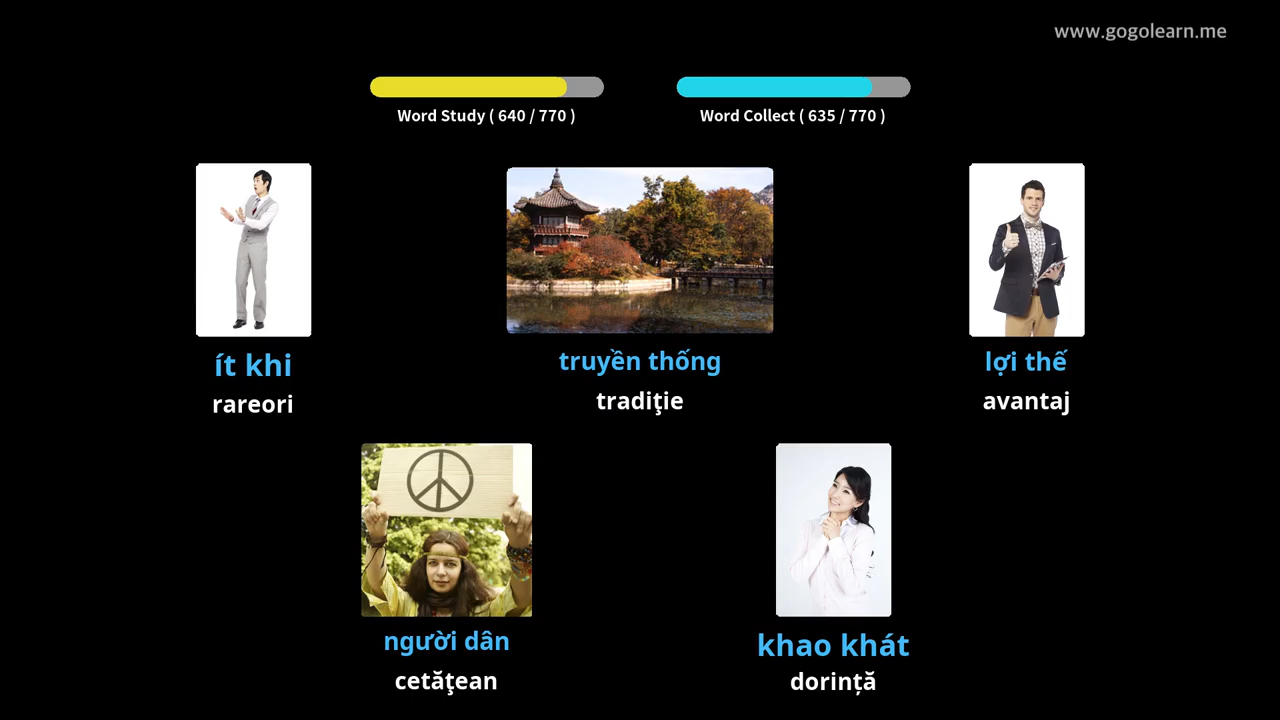 www.gogolearn.me
Word Study ( 640 / 770 )
Word Collect ( 635 / 770 )
ít khi
rareori
truyền thống
tradiţie
lợi thế
avantaj
người dân
cetăţean
khao khát
dorință